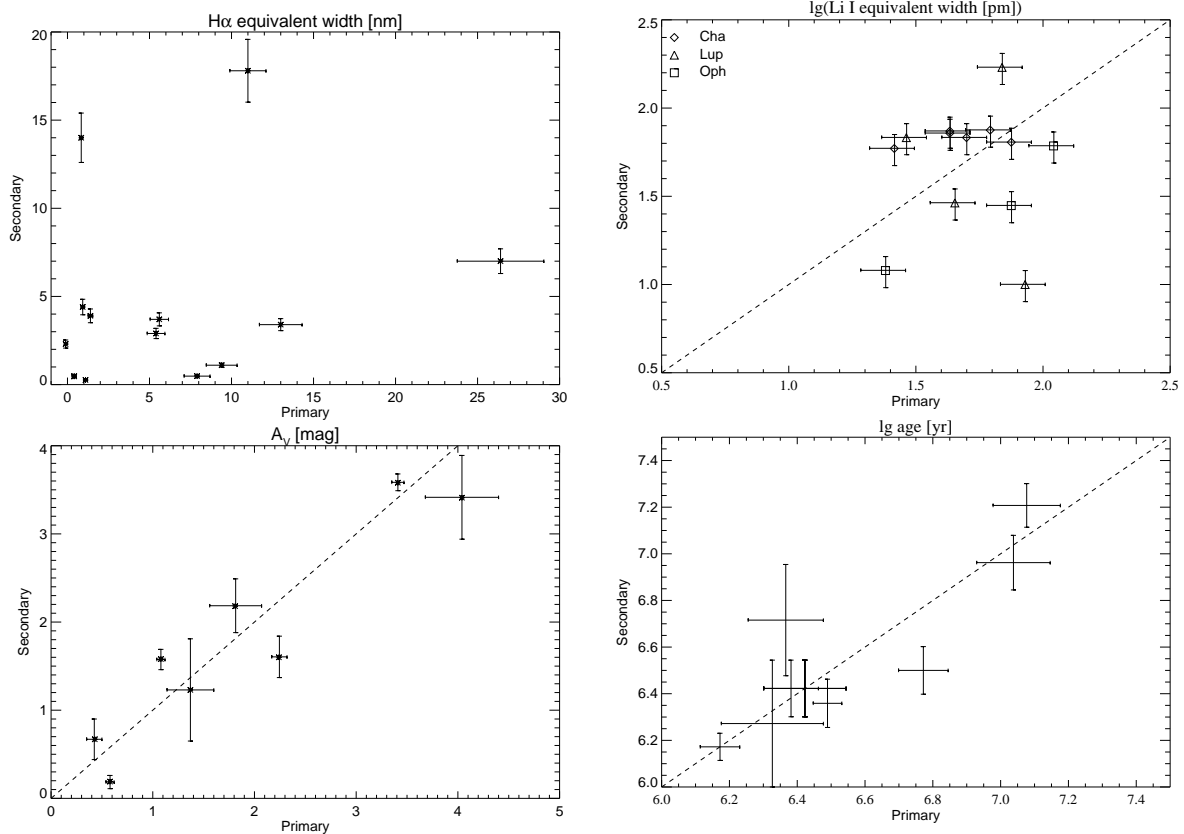 Hα equivalent width [nm]
20
15
10
5
0
Secondary
0 5 10 15 20 25 30
Primary
lg(Li I equivalent width [pm])
2.5
2.0
1.5
1.0
0.5
Secondary
Cha
Lup
Oph
0.5 1.0 1.5 2.0 2.5
Primary
A_V [mag]
4
3
2
1
0
Secondary
0 1 2 3 4 5
Primary
lg age [yr]
7.4
7.2
7.0
6.8
6.6
6.4
6.2
6.0
Secondary
6.0 6.2 6.4 6.6 6.8 7.0 7.2 7.4
Primary